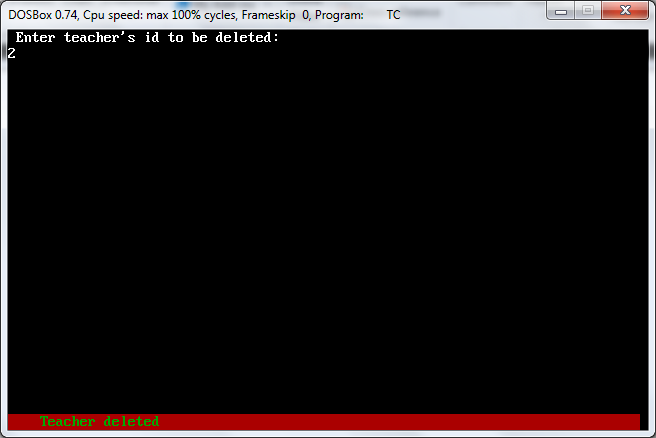 DOSBox 0.74, Cpu speed: max 100% cycles, Frameskip 0, Program: TC
Enter teacher's id to be deleted:
2
Teacher deleted